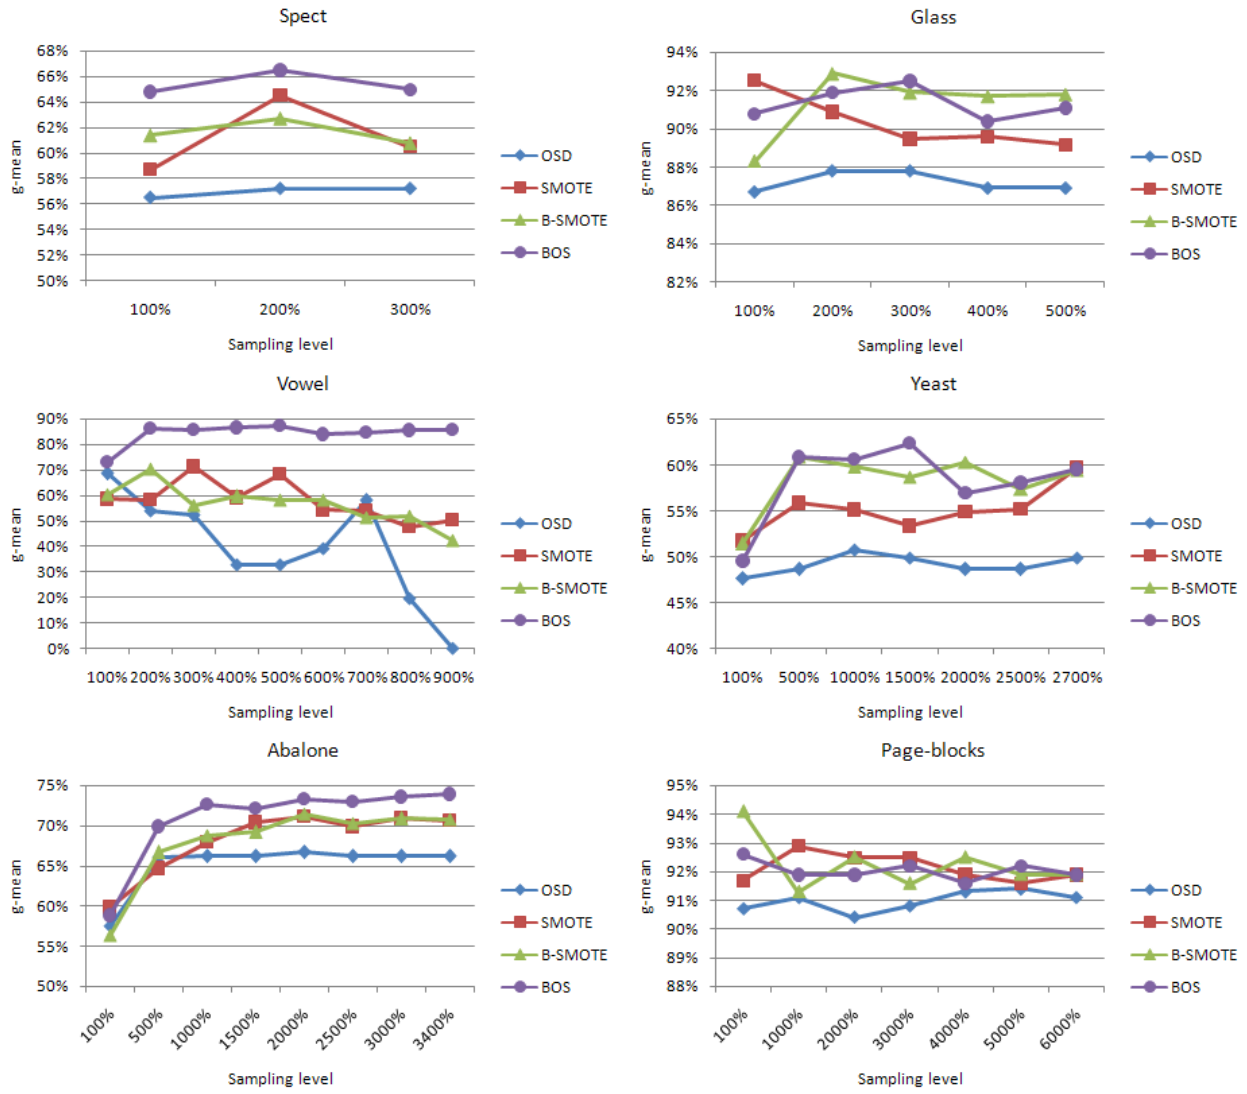 Spect
68%
66%
64%
62%
60%
58%
56%
54%
52%
50%
g-mean
100% 200% 300%
Sampling level
OSD
SMOTE
B-SMOTE
BOS
Glass
94%
92%
90%
88%
86%
84%
82%
g-mean
100% 200% 300% 400% 500%
Sampling level
OSD
SMOTE
B-SMOTE
BOS
Vowel
90%
80%
70%
60%
50%
40%
30%
20%
10%
0%
g-mean
100% 200% 300% 400% 500% 600% 700% 800% 900%
Sampling level
OSD
SMOTE
B-SMOTE
BOS
Yeast
65%
60%
55%
50%
45%
40%
g-mean
100% 500% 1000% 1500% 2000% 2500% 2700%
Sampling level
OSD
SMOTE
B-SMOTE
BOS
Abalone
75%
70%
65%
60%
55%
50%
g-mean
100% 500% 1000% 1500% 2000% 2500% 3000% 3400%
Sampling level
OSD
SMOTE
B-SMOTE
BOS
Page-blocks
95%
94%
93%
92%
91%
90%
89%
88%
g-mean
100% 1000% 2000% 3000% 4000% 5000% 6000%
Sampling level
OSD
SMOTE
B-SMOTE
BOS